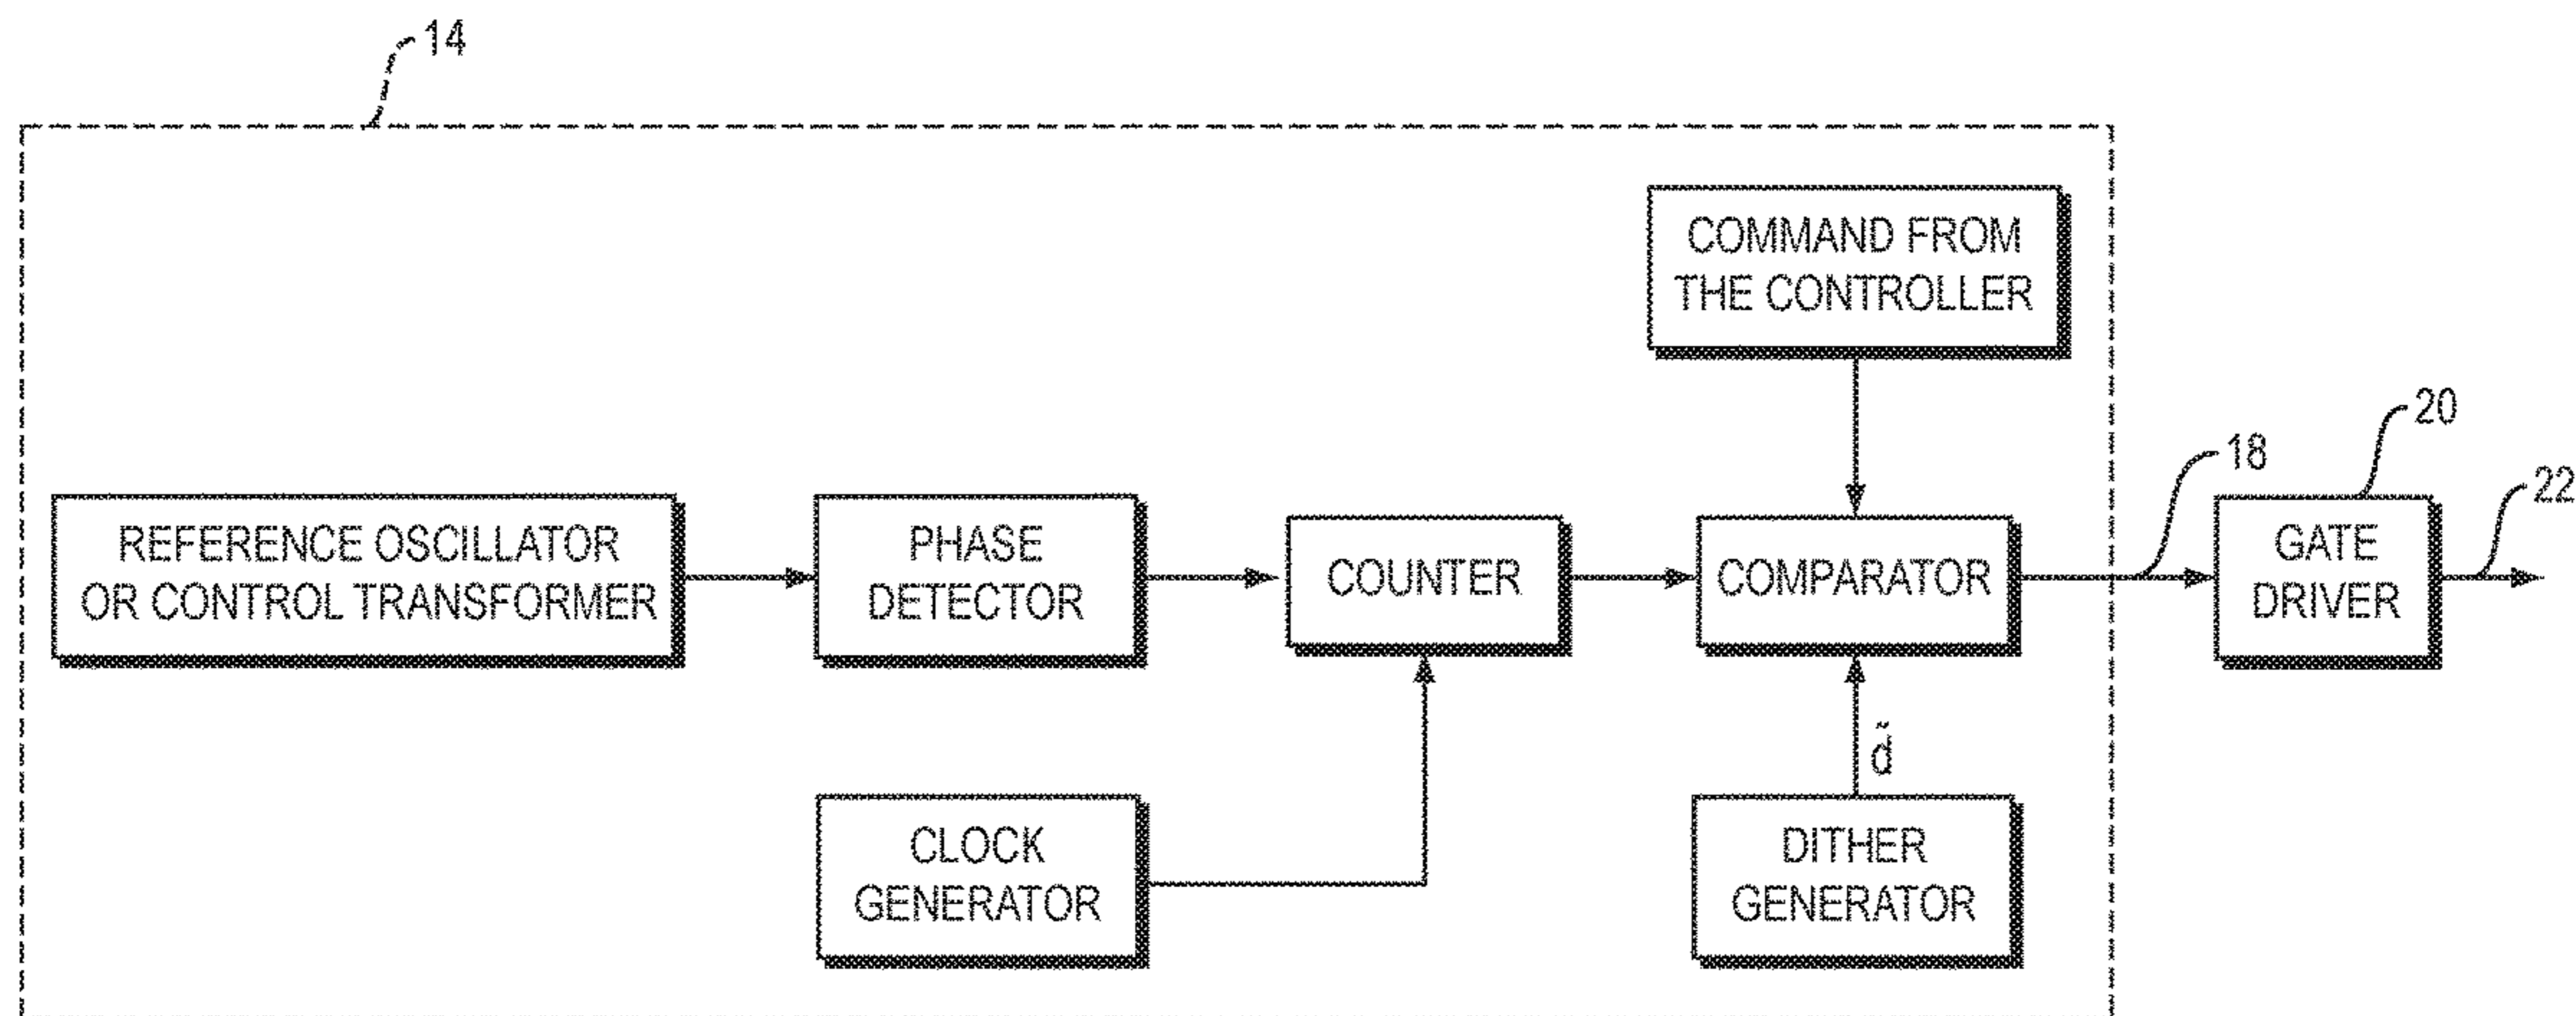 14
COMMAND FROM
THE CONTROLLER
20
18
22
REFERENCE OSCILLATOR
OR CONTROL TRANSFORMER
PHASE
DETECTOR
COUNTER
COMPARATOR
GATE
DRIVER
d̃
CLOCK
GENERATOR
DITHER
GENERATOR